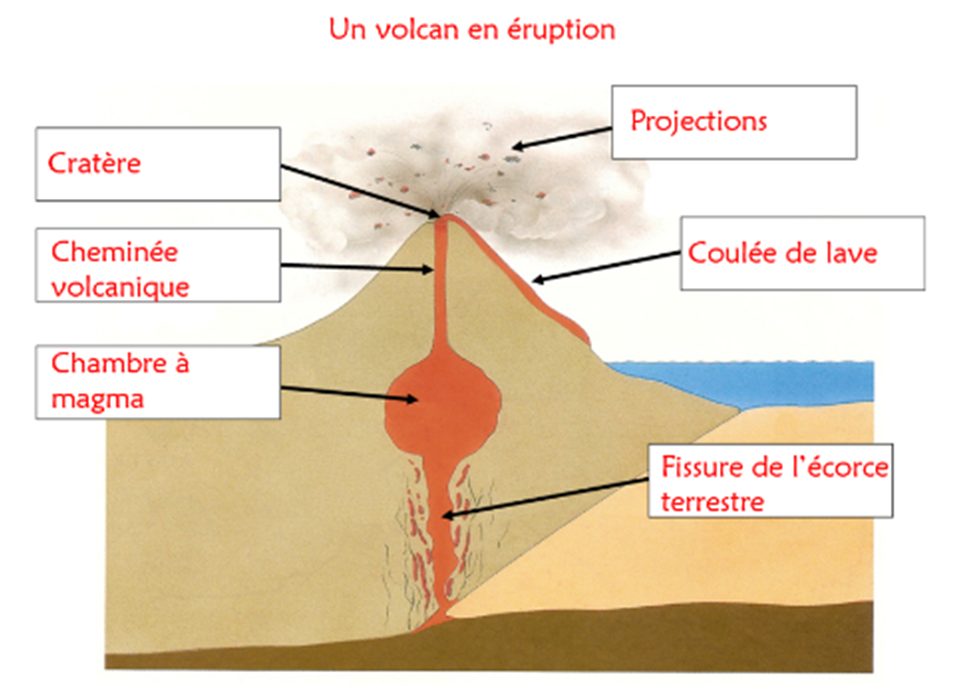 Un volcan en éruption
Projections
Cratère
Cheminée
volcanique
Coulée de lave
Chambre à
magma
Fissure de l'écorce
terrestre